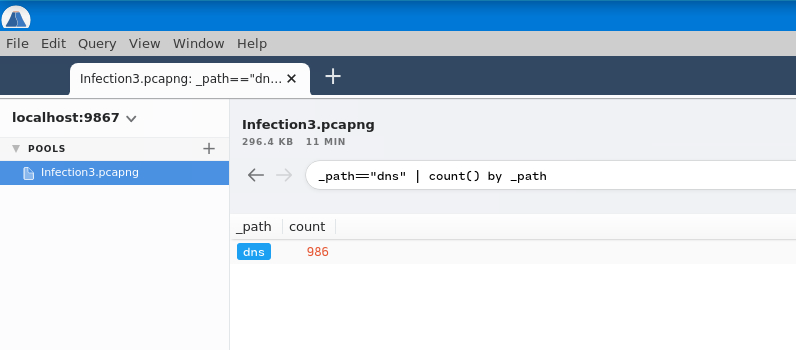 File Edit Query View Window Help
Infection3.pcapng: _path=="dn... × +
localhost:9867
POOLS +
Infection3.pcapng
Infection3.pcapng
296.4 KB 11 MIN
_path=="dns" | count() by _path
_path count
dns 986